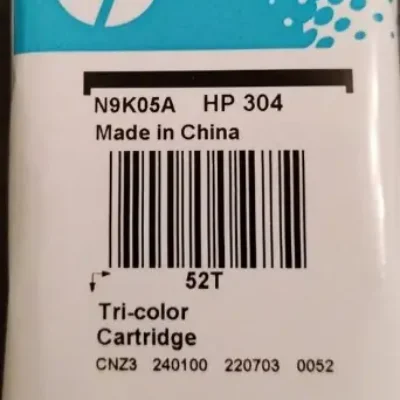 N9K05A HP 304
Made in China
52T
Tri-color
Cartridge
CNZ3 240100 220703 0052